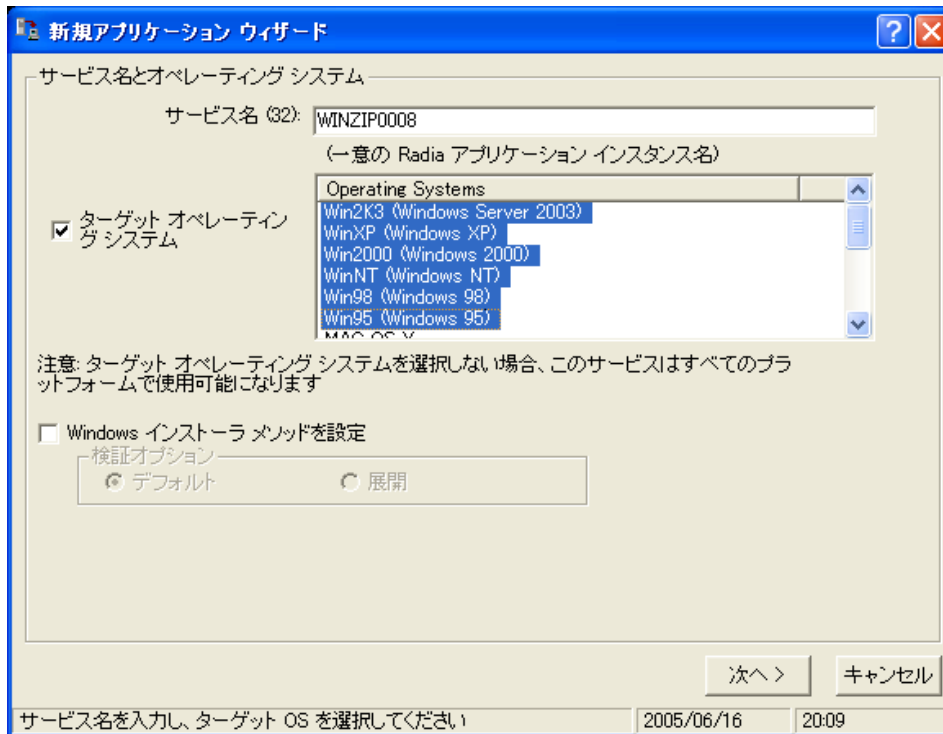 新規アプリケーション ウィザード
サービス名とオペレーティング システム
サービス名 (32):
WINZIP0008
(一意の Radia アプリケーション インスタンス名)
ターゲット オペレーティン
グ システム
Operating Systems
Win2K3 (Windows Server 2003)
WinXP (Windows XP)
Win2000 (Windows 2000)
WinNT (Windows NT)
Win98 (Windows 98)
Win95 (Windows 95)
MAC OS X
注意: ターゲット オペレーティング システムを選択しない場合、このサービスはすべてのプラ
ットフォームで使用可能になります
Windows インストーラ メソッドを設定
検証オプション
デフォルト
展開
次へ >
キャンセル
サービス名を入力し、ターゲット OS を選択してください
2005/06/16
20:09